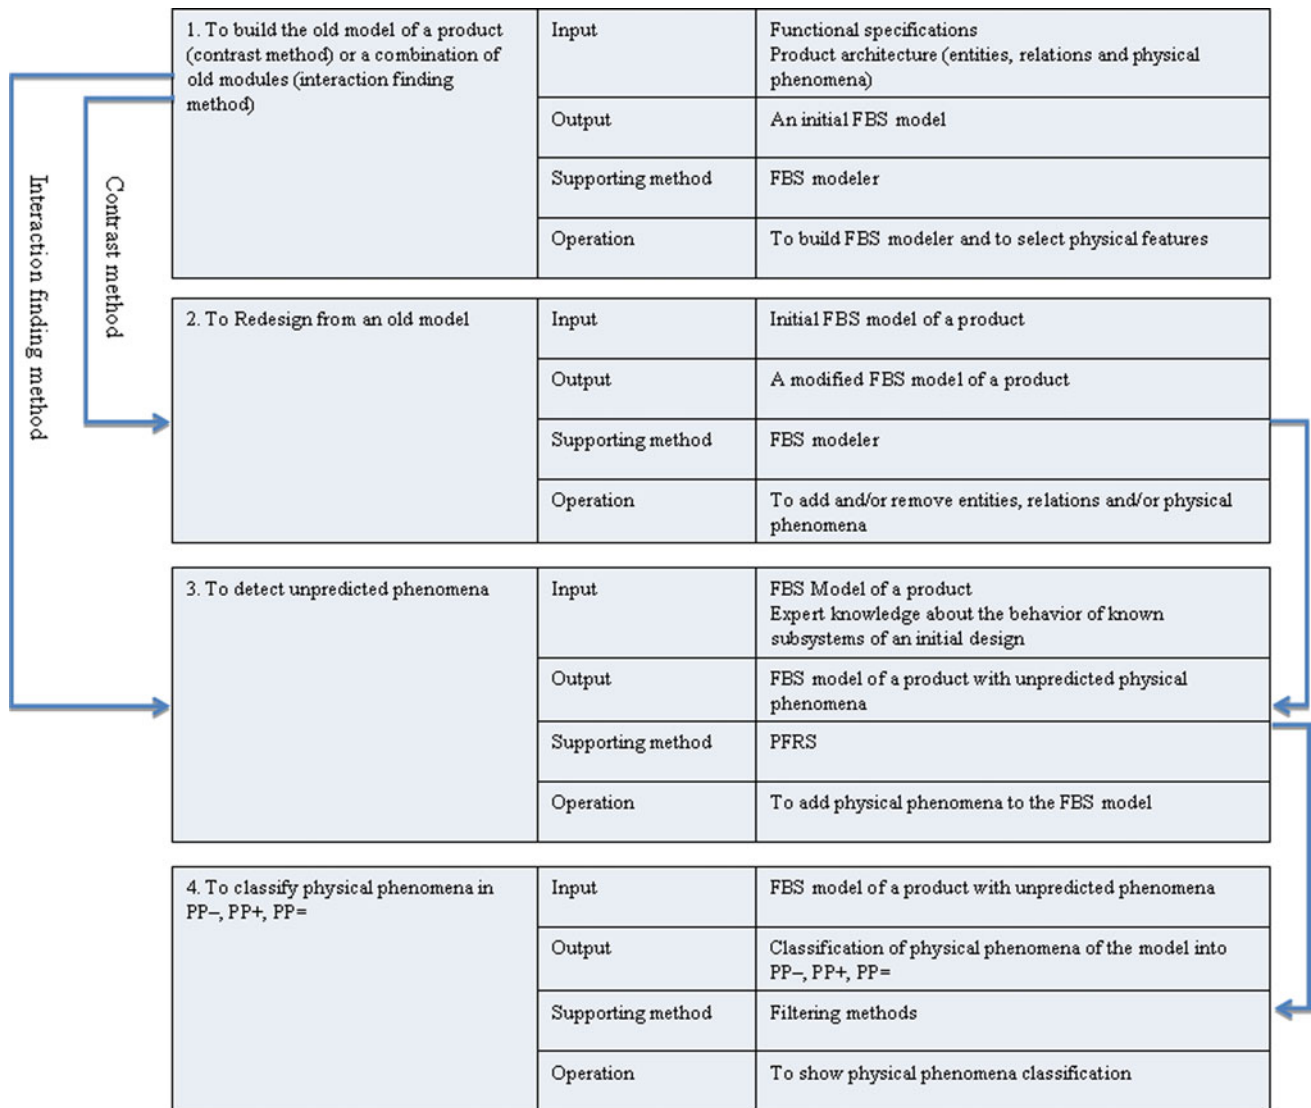 1. To build the old model of a product
(contrast method) or a combination of
old modules (interaction finding
method)
Input
Functional specifications
Product architecture (entities, relations and physical
phenomena)
Output
An initial FBS model
Supporting method
FBS modeler
Operation
To build FBS modeler and to select physical features
Interaction finding method
Contrast method
2. To Redesign from an old model
Input
Initial FBS model of a product
Output
A modified FBS model of a product
Supporting method
FBS modeler
Operation
To add and/or remove entities, relations and/or physical
phenomena
3. To detect unpredicted phenomena
Input
FBS Model of a product
Expert knowledge about the behavior of known
subsystems of an initial design
Output
FBS model of a product with unpredicted physical
phenomena
Supporting method
PFRS
Operation
To add physical phenomena to the FBS model
4. To classify physical phenomena in
PP–, PP+, PP=
Input
FBS model of a product with unpredicted phenomena
Output
Classification of physical phenomena of the model into
PP–, PP+, PP=
Supporting method
Filtering methods
Operation
To show physical phenomena classification